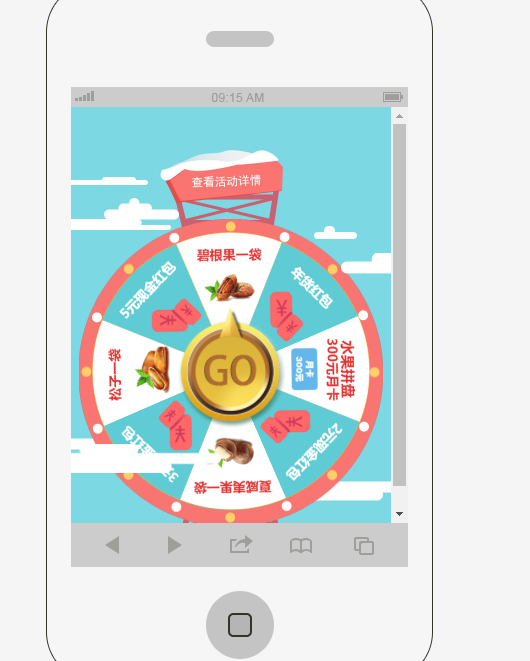 09:15 AM
查看活动详情
碧根果一袋
5元现金红包
年货红包
松子一袋
GO
月卡
300元
水果拼盘
300元月卡
2元现金红包
夏威夷果一袋